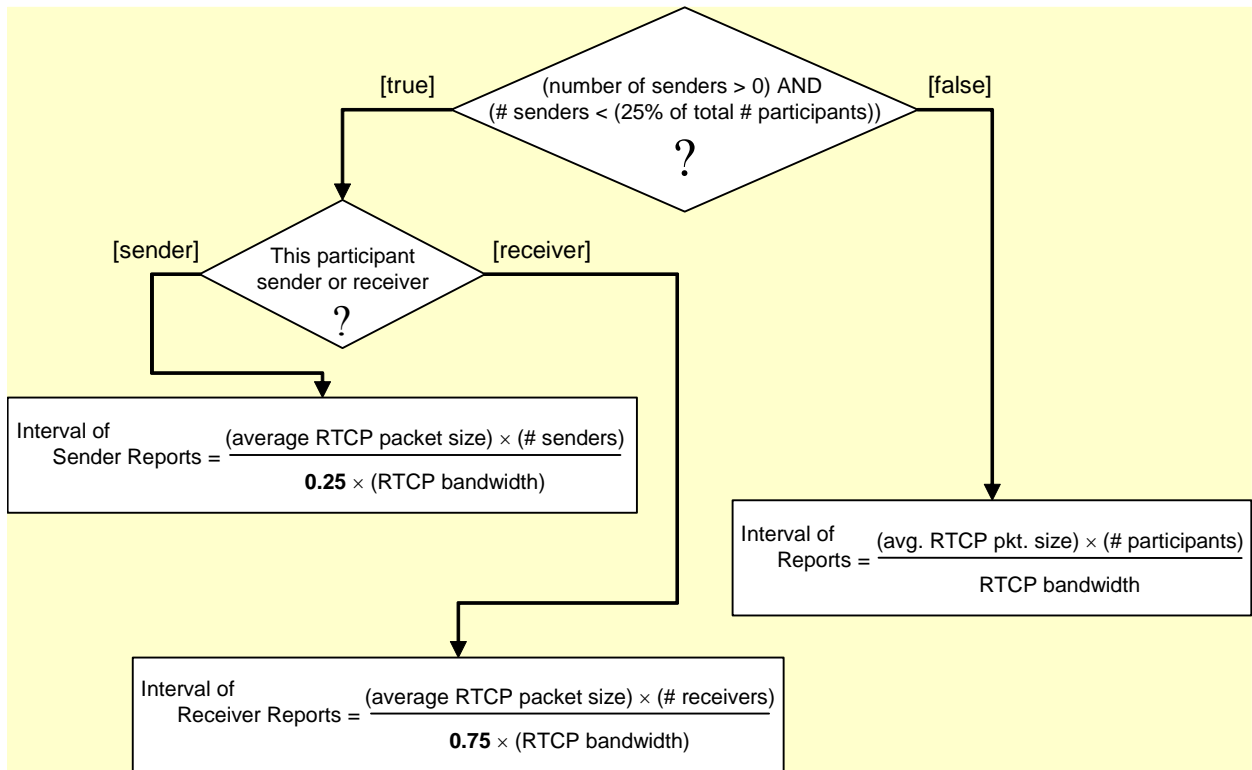 (number of senders > 0) AND
(# senders < (25% of total # participants))
?
[true]
[false]
This participant
sender or receiver
?
[sender]
[receiver]
Interval of
Sender Reports = (average RTCP packet size) × (# senders)
0.25 × (RTCP bandwidth)
Interval of
Reports = (avg. RTCP pkt. size) × (# participants)
RTCP bandwidth
Interval of
Receiver Reports = (average RTCP packet size) × (# receivers)
0.75 × (RTCP bandwidth)